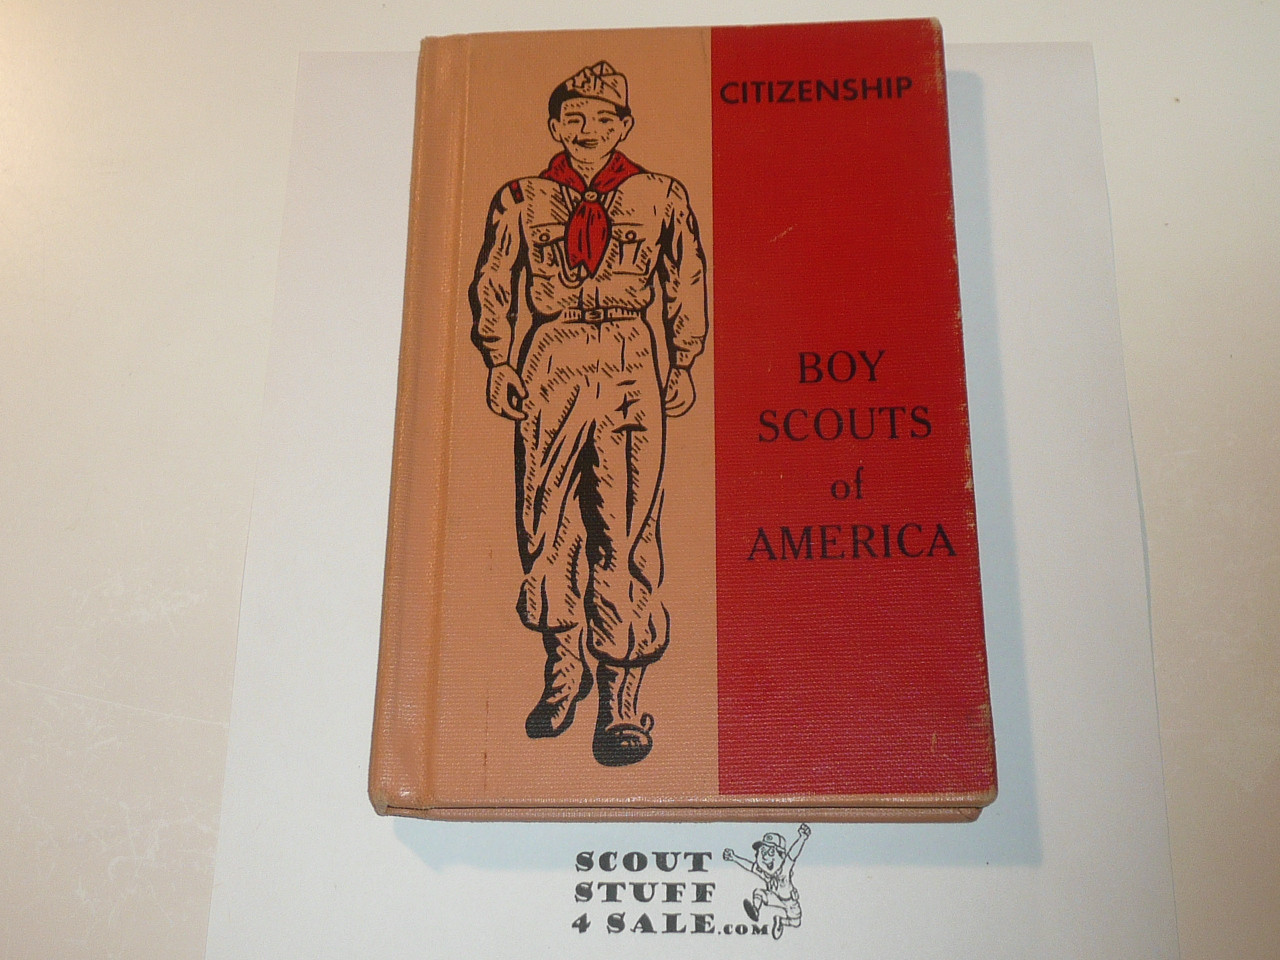 CITIZENSHIP
BOY
SCOUTS
of
AMERICA
SCOUT
STUFF
4 SALE.COM